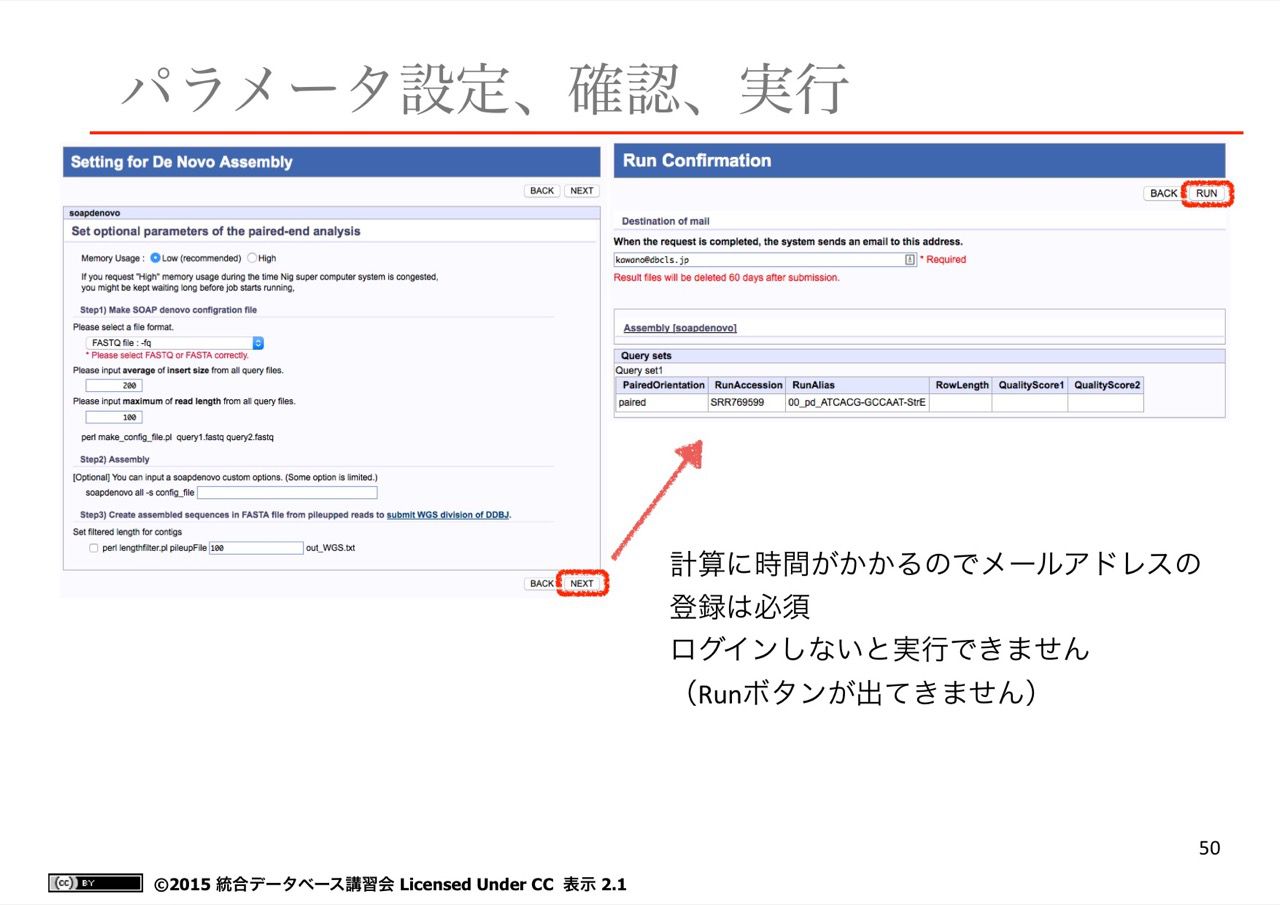 パラメータ設定、確認、実行
Setting for De Novo Assembly
BACK NEXT
soapdenovo
Set optional parameters of the paired-end analysis
Memory Usage : Low (recommended) High
If you request "High" memory usage during the time Nig super computer system is congested,
you might be kept waiting long before job starts running,
Step1) Make SOAP denovo configration file
Please select a file format.
FASTQ file : -fq
* Please select FASTQ or FASTA correctly.
Please input average of insert size from all query files.
200
Please input maximum of read length from all query files.
100
perl make_config_file.pl query1.fastq query2.fastq
Step2) Assembly
[Optional] You can input a soapdenovo custom options. (Some option is limited.)
soapdenovo all -s config_file
Step3) Create assembled sequences in FASTA file from pileupped reads to submit WGS division of DDBJ.
Set filtered length for contigs
perl lengthfilter.pl pileupFile 100 out_WGS.txt
BACK NEXT
Run Confirmation
BACK RUN
Destination of mail
When the request is completed, the system sends an email to this address.
kawano@dbcls.jp * Required
Result files will be deleted 60 days after submission.
Assembly [soapdenovo]
Query sets
Query set1
PairedOrientation RunAccession RunAlias RowLength QualityScore1 QualityScore2
paired SRR769599 00_pd_ATCACG-GCCAAT-StrE
計算に時間がかかるのでメールアドレスの
登録は必須
ログインしないと実行できません
（Runボタンが出てきません）
50
(cc) BY ©2015 統合データベース講習会 Licensed Under CC 表示 2.1